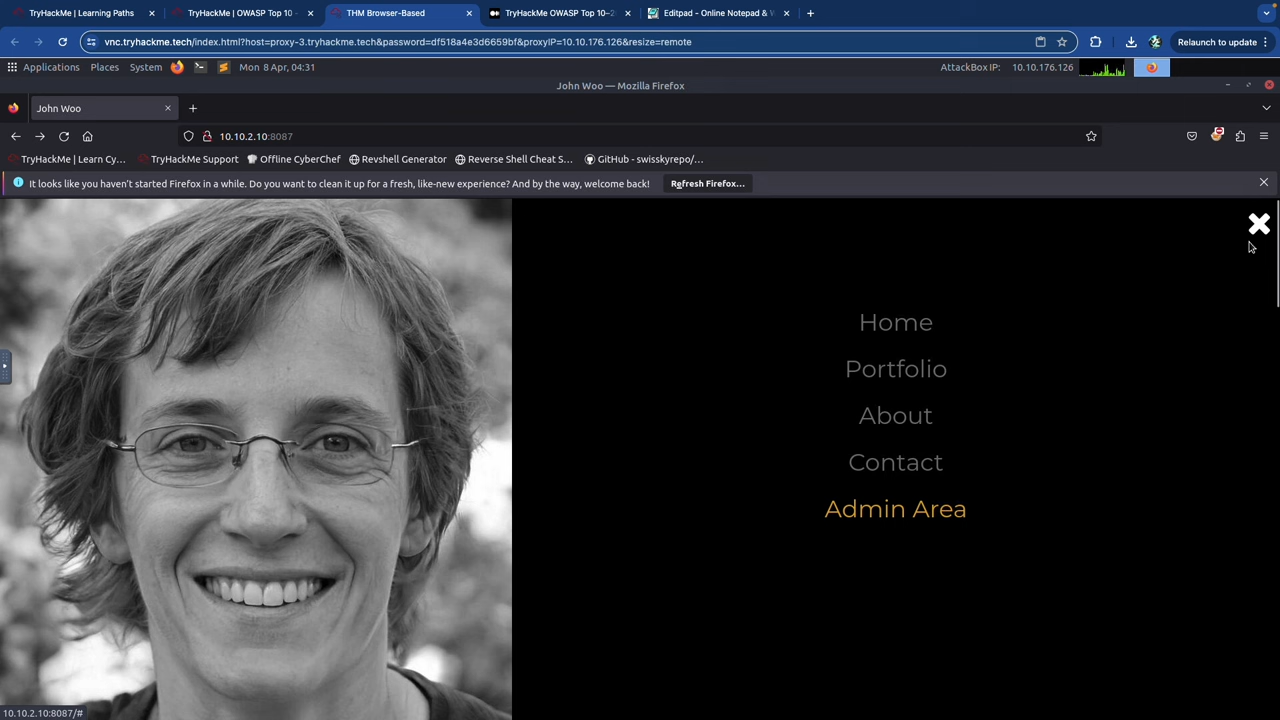 TryHackMe | Learning Paths
TryHackMe | OWASP Top 10 -
THM Browser-Based
TryHackMe OWASP Top 10–2
Editpad - Online Notepad & W
vnc.tryhackme.tech/index.html?host=proxy-3.tryhackme.tech&password=df518a4e3d6659bf&proxyIP=10.10.176.126&resize=remote
Relaunch to update
Applications Places System Mon 8 Apr, 04:31 AttackBox IP: 10.10.176.126
John Woo — Mozilla Firefox
John Woo
10.10.2.10:8087
TryHackMe | Learn Cy… TryHackMe Support Offline CyberChef Revshell Generator Reverse Shell Cheat S… GitHub - swisskyrepo/…
It looks like you haven’t started Firefox in a while. Do you want to clean it up for a fresh, like-new experience? And by the way, welcome back! Refresh Firefox…
Home
Portfolio
About
Contact
Admin Area
10.10.2.10:8087/#